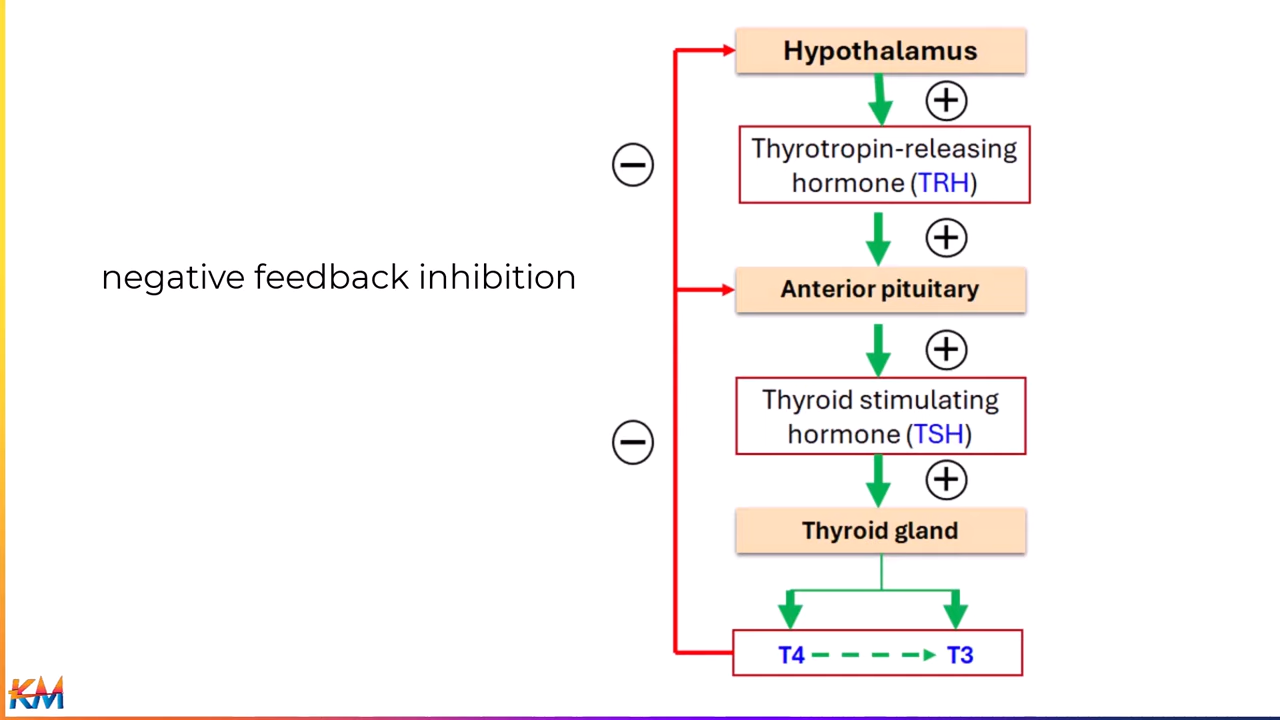 Hypothalamus
+
Thyrotropin-releasing
hormone (TRH)
−
+
negative feedback inhibition
Anterior pituitary
+
Thyroid stimulating
hormone (TSH)
−
+
Thyroid gland
T4
T3
KM